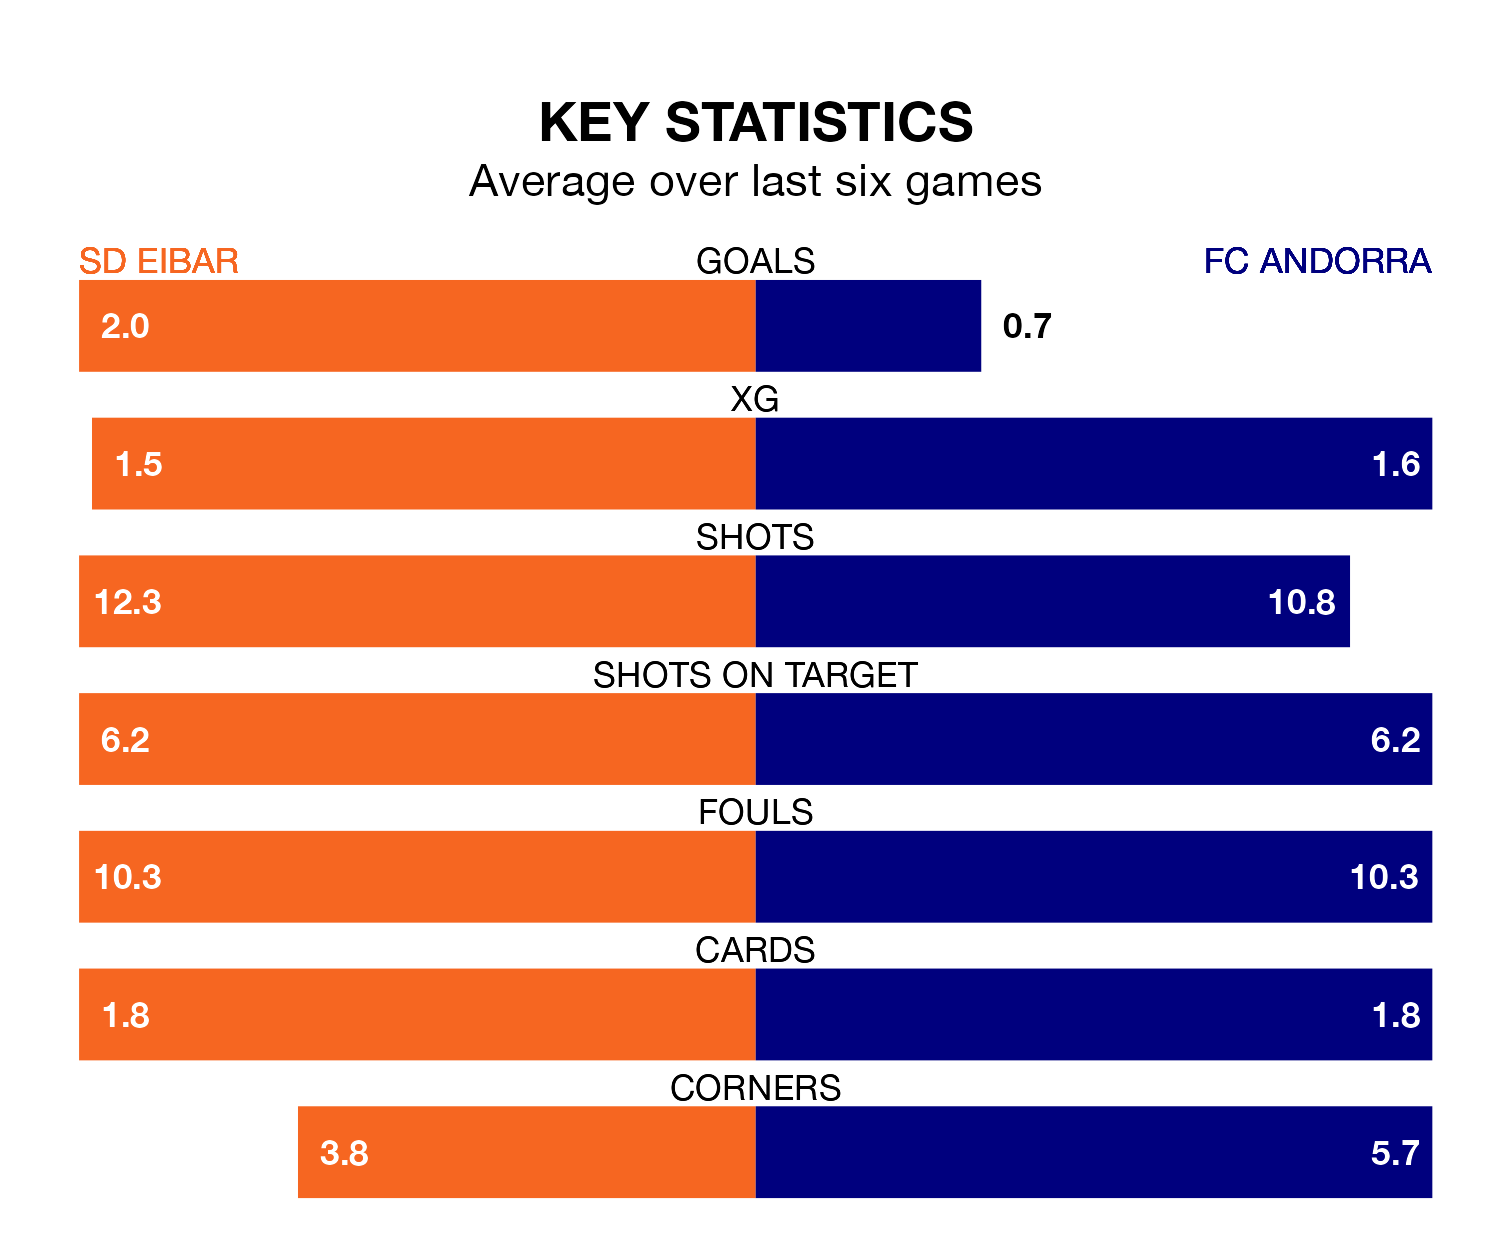 KEY STATISTICS
Average over last six games
SD EIBAR GOALS FC ANDORRA
2.0 0.7
XG
1.5 1.6
SHOTS
12.3 10.8
SHOTS ON TARGET
6.2 6.2
FOULS
10.3 10.3
CARDS
1.8 1.8
CORNERS
3.8 5.7